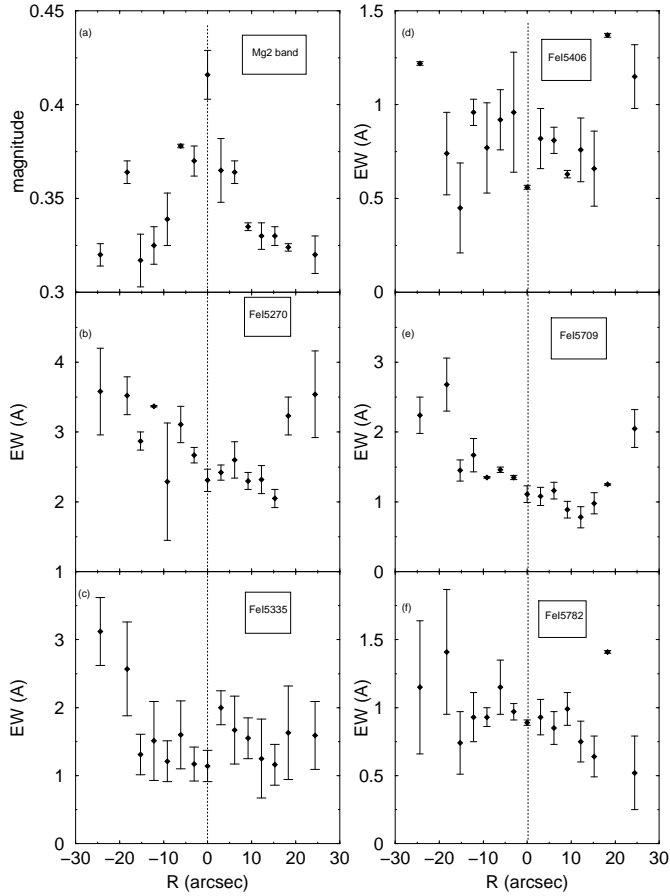 (a)
Mg2 band
magnitude
0.45
0.4
0.35
0.3
(b)
FeI5270
EW (A)
4
3
2
1
(c)
FeI5335
EW (A)
3
2
1
0
−30 −20 −10 0 10 20 30
R (arcsec)
(d)
FeI5406
EW (A)
1.5
1
0.5
0
(e)
FeI5709
EW (A)
3
2
1
0
(f)
FeI5782
EW (A)
1.5
1
0.5
0
−30 −20 −10 0 10 20 30
R (arcsec)